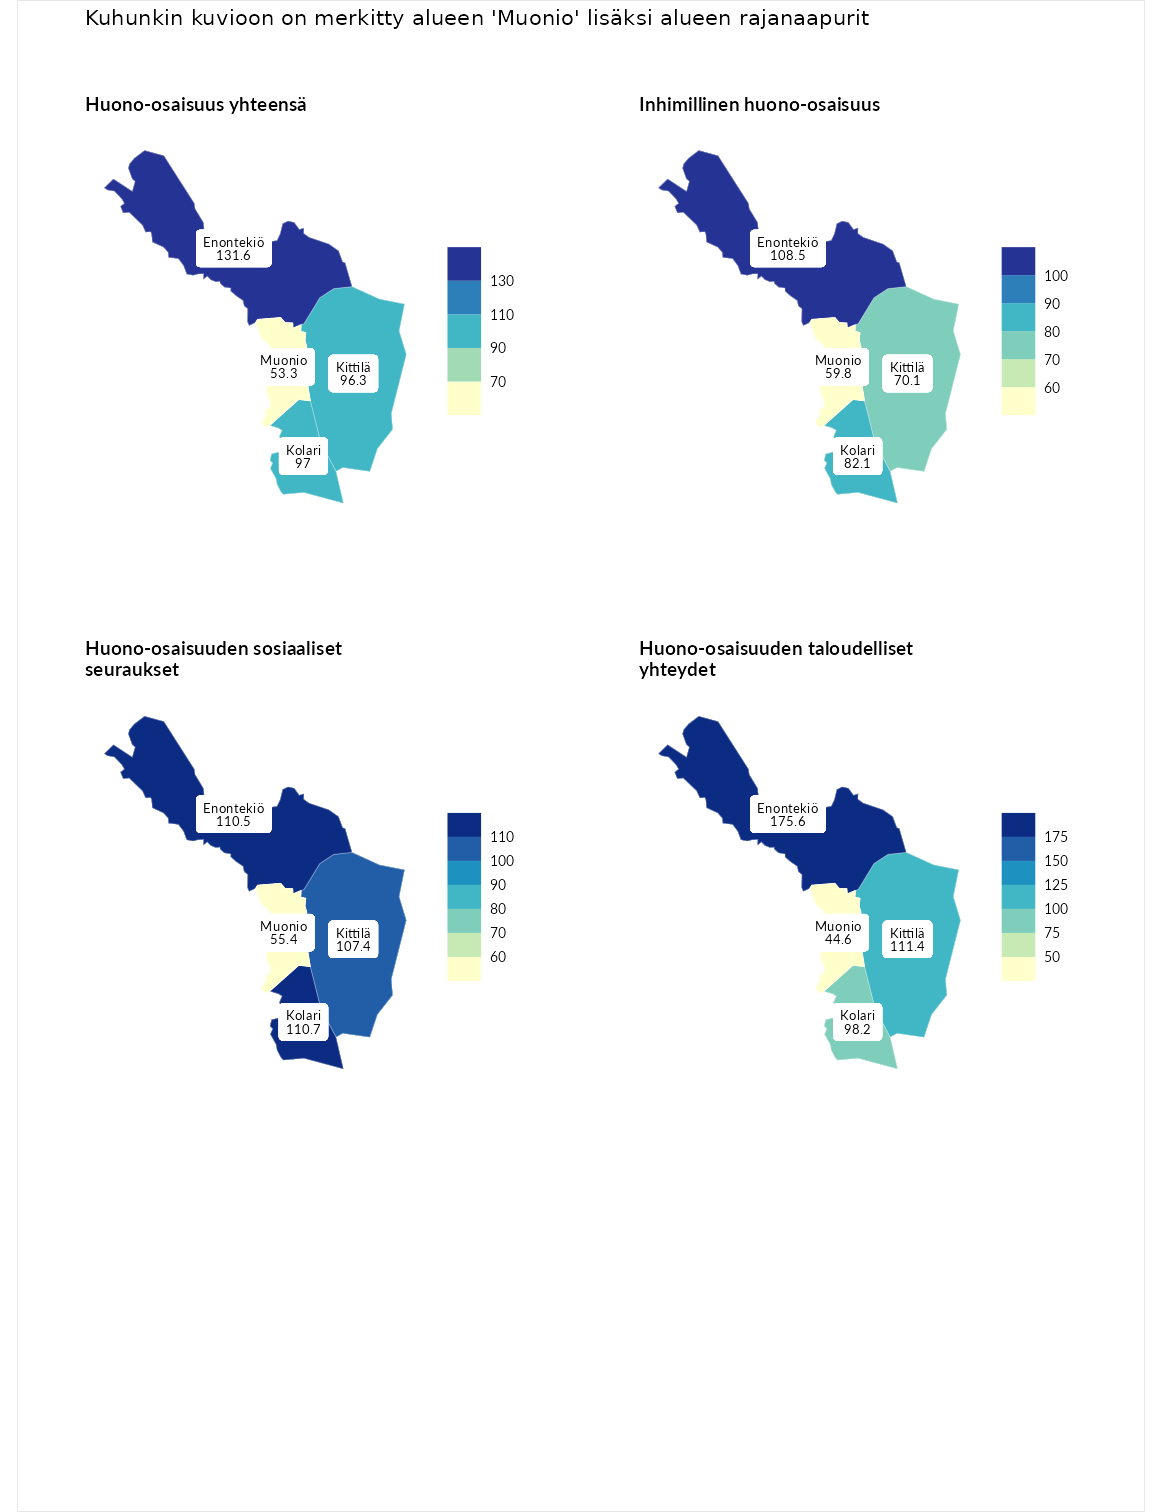 Kuhunkin kuvioon on merkitty alueen 'Muonio' lisäksi alueen rajanaapurit
Huono-osaisuus yhteensä
Enontekiö
131.6
Muonio
53.3
Kittilä
96.3
Kolari
97
130
110
90
70
Inhimillinen huono-osaisuus
Enontekiö
108.5
Muonio
59.8
Kittilä
70.1
Kolari
82.1
100
90
80
70
60
Huono-osaisuuden sosiaaliset
seuraukset
Enontekiö
110.5
Muonio
55.4
Kittilä
107.4
Kolari
110.7
110
100
90
80
70
60
Huono-osaisuuden taloudelliset
yhteydet
Enontekiö
175.6
Muonio
44.6
Kittilä
111.4
Kolari
98.2
175
150
125
100
75
50